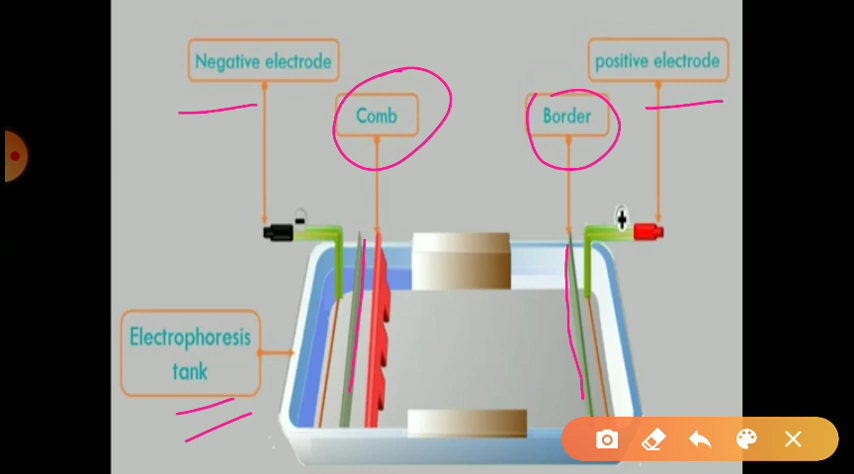 Negative electrode
positive electrode
Comb
Border
Electrophoresis
tank